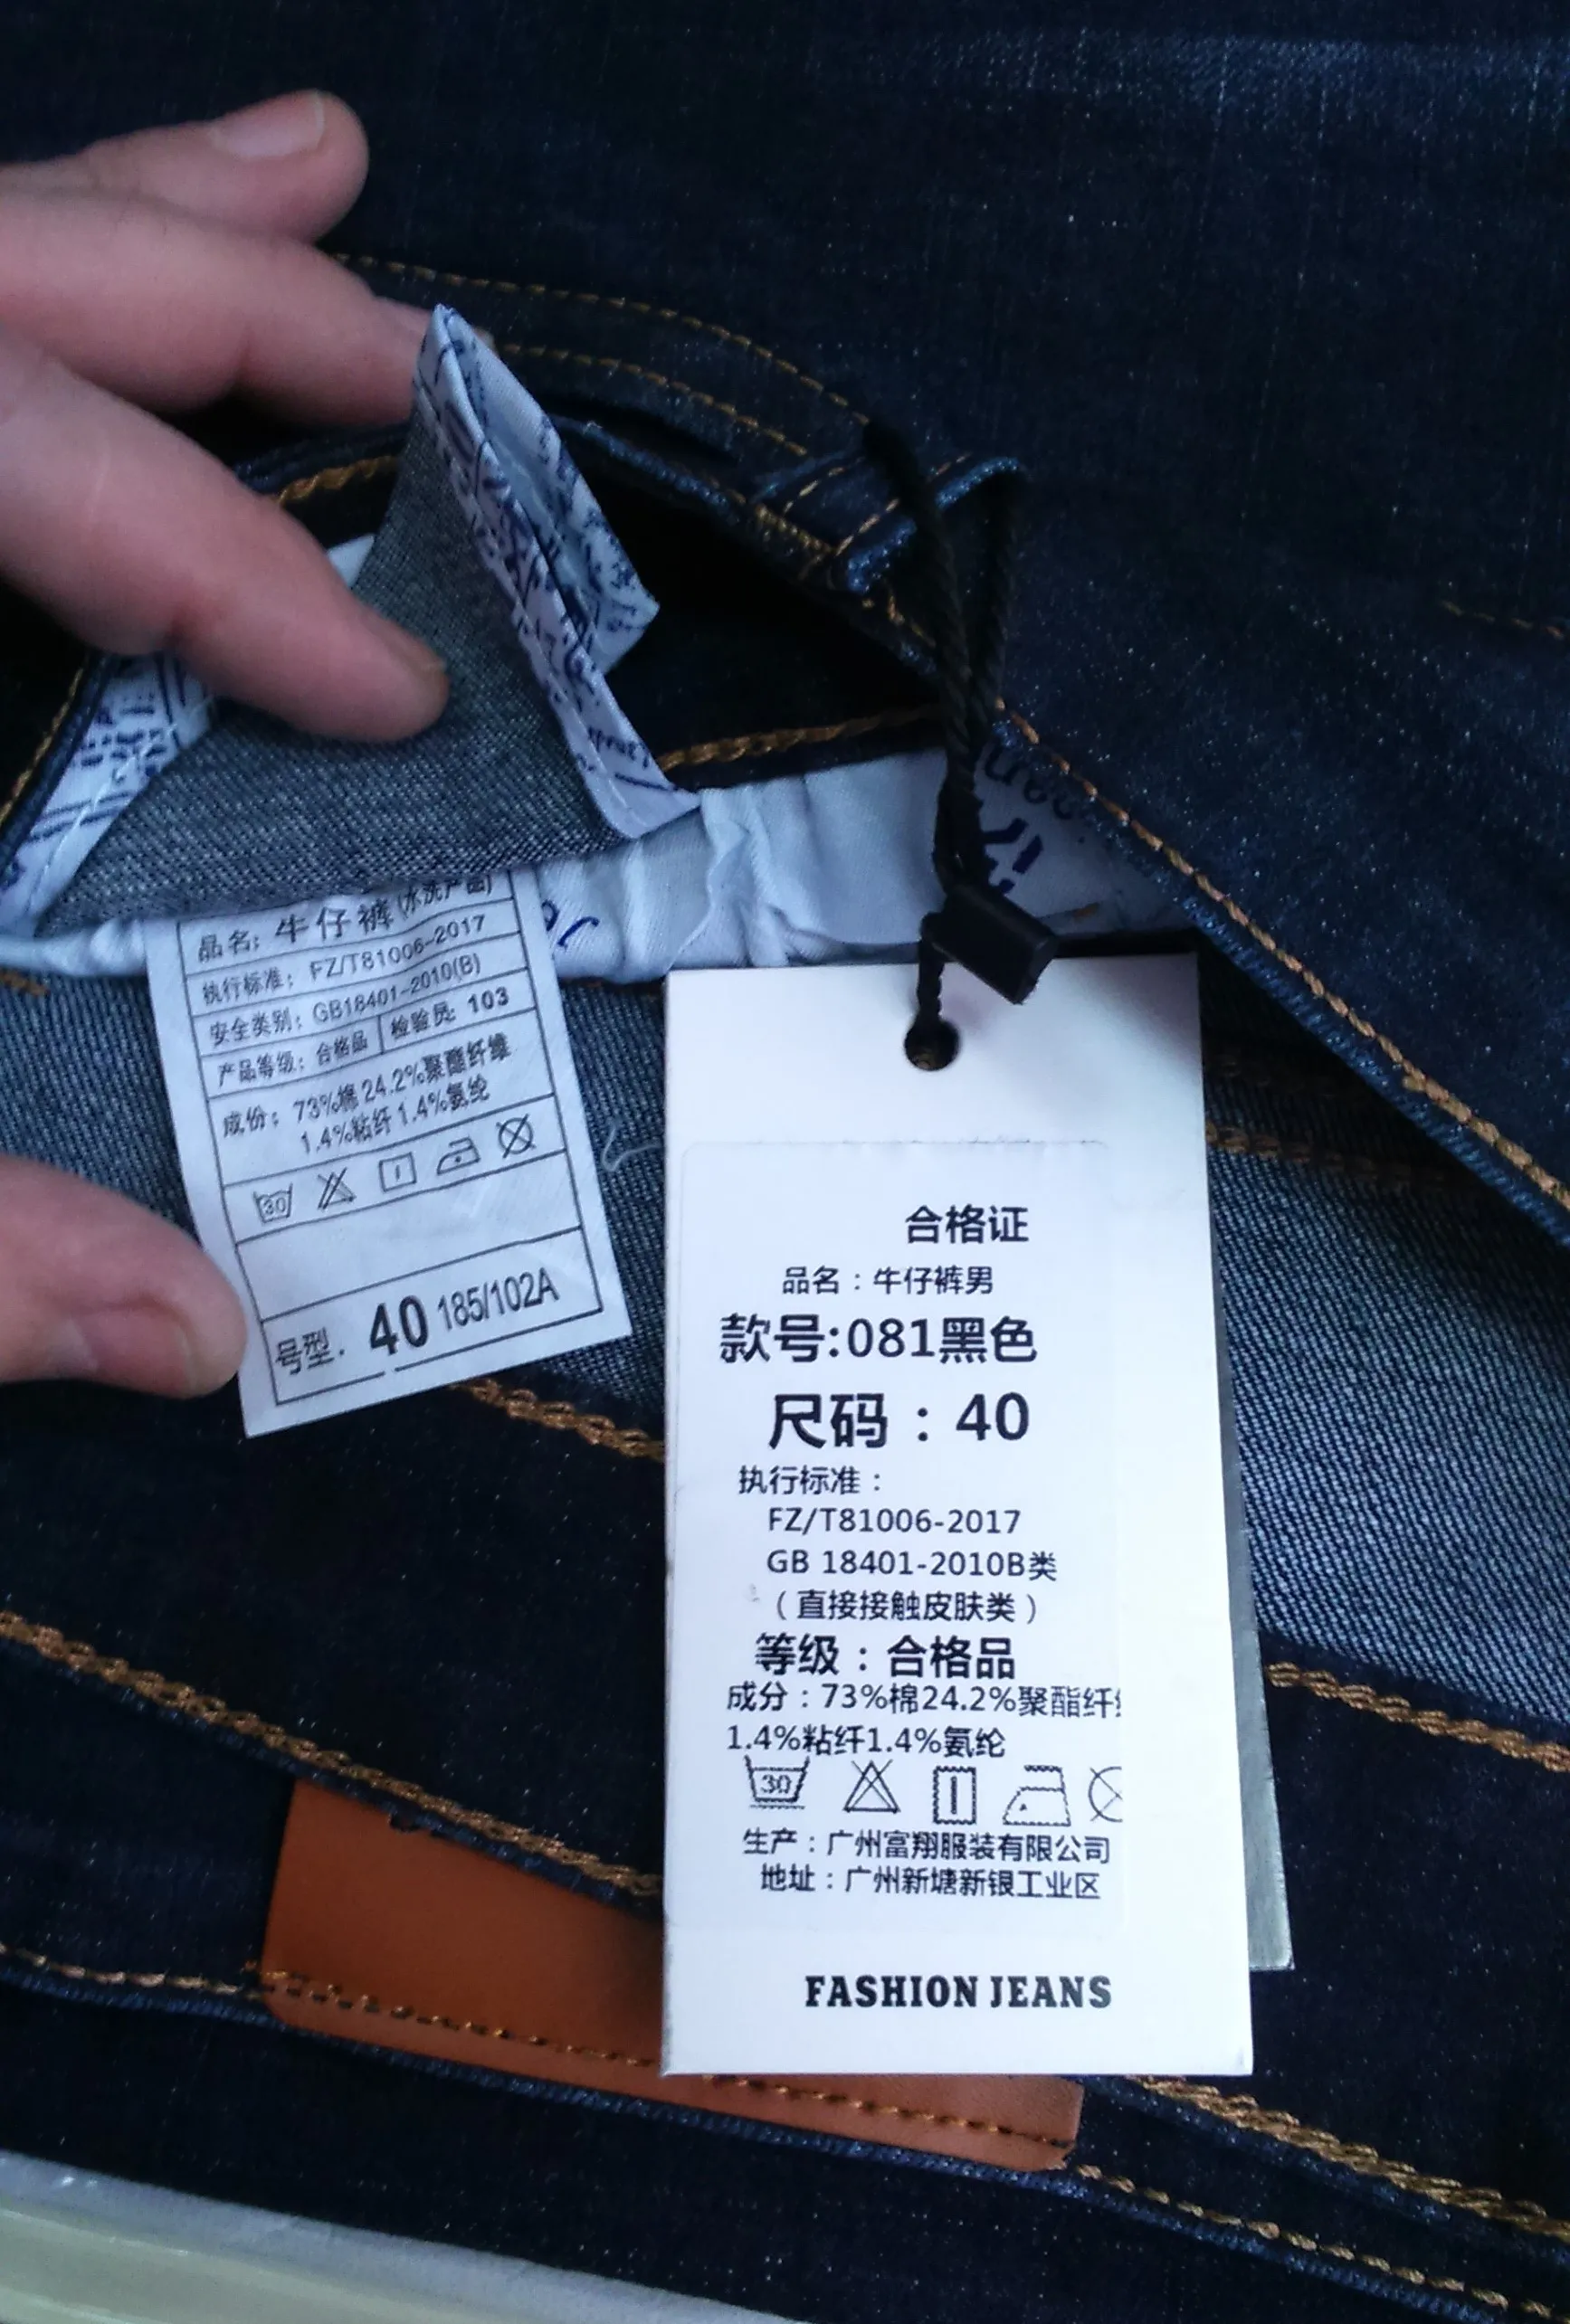 品名: 牛仔裤(水洗产品)
执行标准: FZ/T81006-2017
安全类别: GB18401-2010(B)
产品等级: 合格品 检验员: 103
成份: 73%棉 24.2%聚酯纤维
1.4%粘纤 1.4%氨纶
30
号型. 40 185/102A
合格证
品名：牛仔裤男
款号:081黑色
尺码：40
执行标准：
FZ/T81006-2017
GB 18401-2010B类
（直接接触皮肤类）
等级：合格品
成分：73%棉24.2%聚酯纤
1.4%粘纤1.4%氨纶
30
生产：广州富翔服装有限公司
地址：广州新塘新银工业区
FASHION JEANS